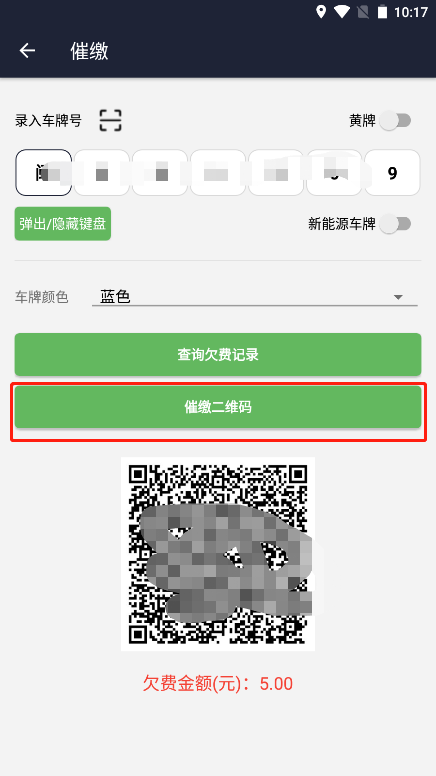 10:17
催缴
录入车牌号
黄牌
9
弹出/隐藏键盘
新能源车牌
车牌颜色
蓝色
查询欠费记录
催缴二维码
欠费金额(元)：5.00